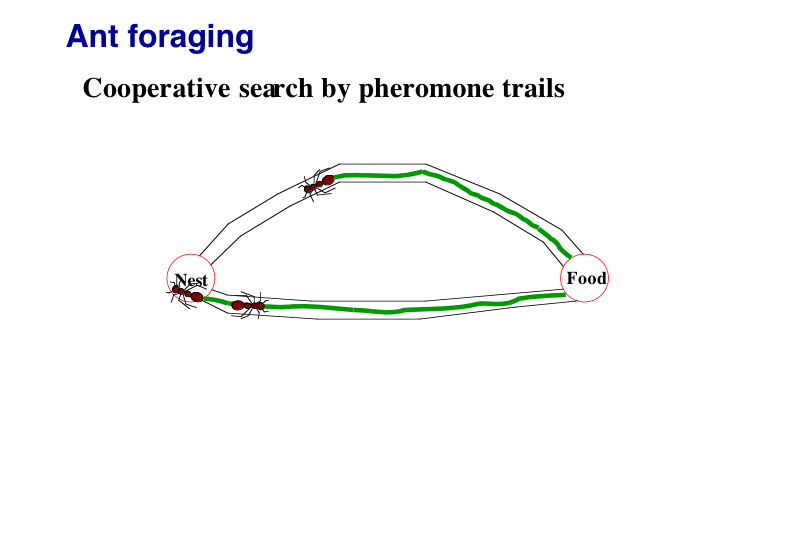 Ant foraging
Cooperative search by pheromone trails
Nest
Food